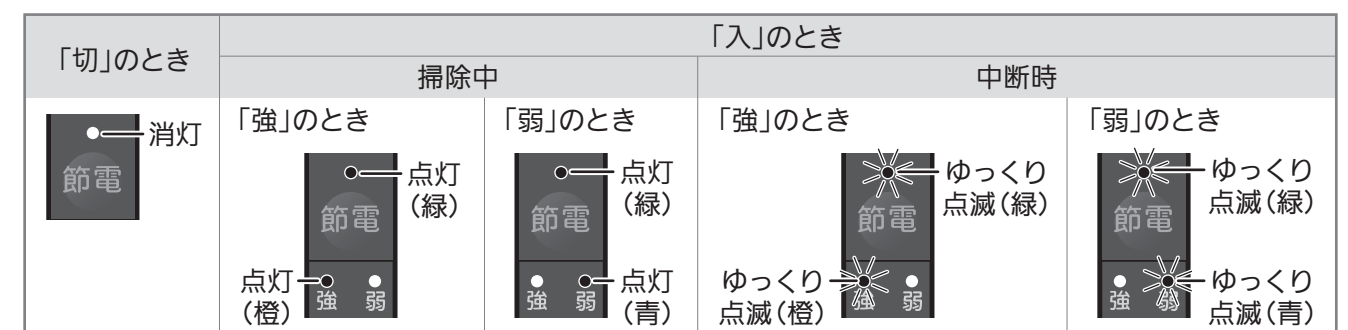 「切」のとき
「入」のとき
掃除中
中断時
消灯
節電
「強」のとき
点灯
（緑）
節電
点灯
（橙）
強 弱
「弱」のとき
点灯
（緑）
節電
強 弱
点灯
（青）
「強」のとき
ゆっくり
点滅（緑）
節電
ゆっくり
点滅（橙）
強 弱
「弱」のとき
ゆっくり
点滅（緑）
節電
強 弱
ゆっくり
点滅（青）